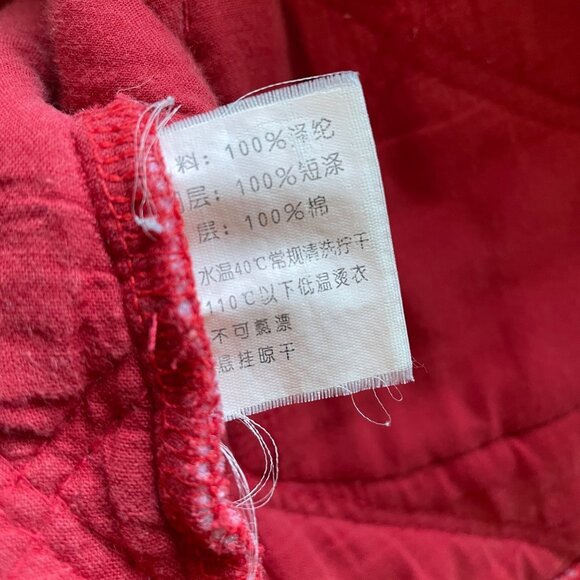 料：100%涤纶
层：100%短涤
层：100%棉
水温40℃常规清洗拧干
110℃以下低温烫衣
不可氯漂
悬挂晾干